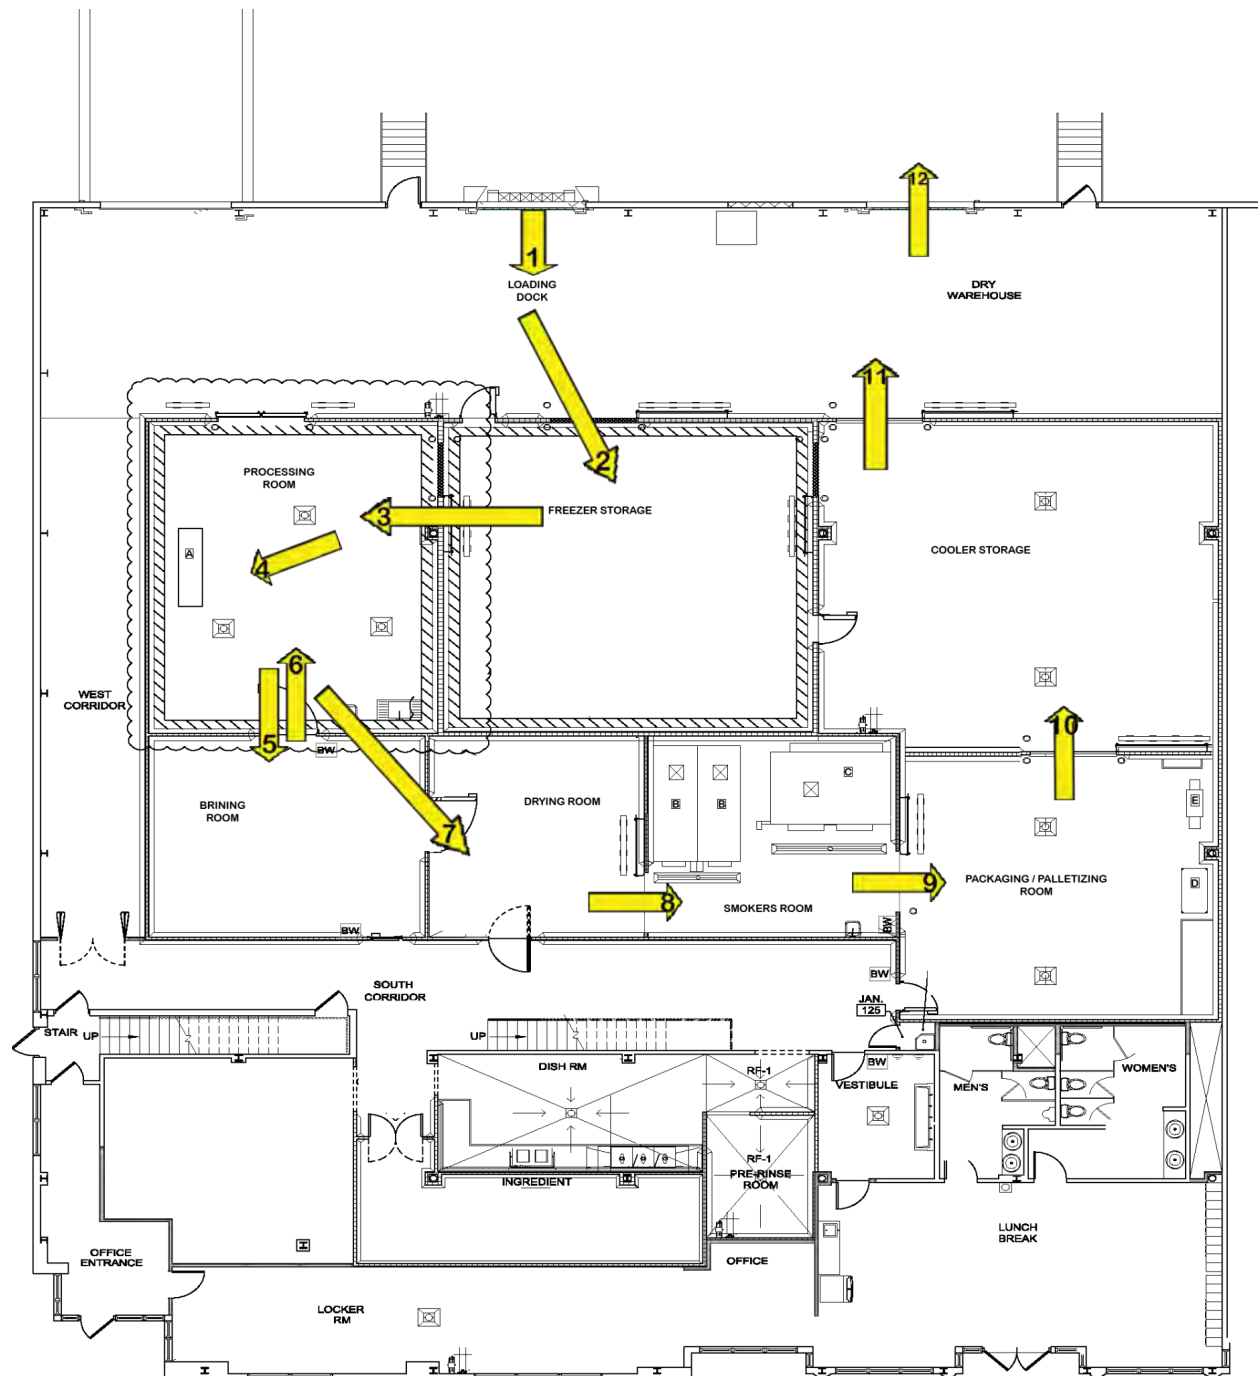 12
1
LOADING
DOCK
DRY
WAREHOUSE
11
2
PROCESSING
ROOM
3
FREEZER STORAGE
A
4
COOLER STORAGE
6
WEST
CORRIDOR
5
BW
10
7
BRINING
ROOM
DRYING ROOM
B
B
C
E
9
PACKAGING / PALLETIZING
ROOM
D
8
SMOKERS ROOM
BW
BW
BW
SOUTH
CORRIDOR
JAN.
125
STAIR
UP
UP
DISH RM
RF-1
BW
VESTIBULE
MEN'S
WOMEN'S
RF-1
PRE-RINSE
ROOM
INGREDIENT
LUNCH
BREAK
OFFICE
ENTRANCE
OFFICE
LOCKER
RM